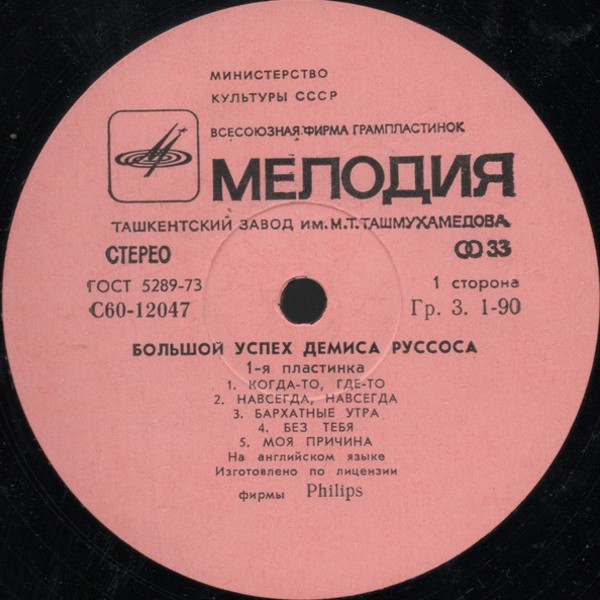 МИНИСТЕРСТВО
КУЛЬТУРЫ СССР
ВСЕСОЮЗНАЯ ФИРМА ГРАМПЛАСТИНОК
МЕЛОДИЯ
ТАШКЕНТСКИЙ ЗАВОД ИМ. М.Т.ТАШМУХАМЕДОВА
СТЕРЕО 33
ГОСТ 5289-73 1 сторона
С60-12047 Гр. 3. 1-90
БОЛЬШОЙ УСПЕХ ДЕМИСА РУССОСА
1-я пластинка
1. КОГДА-ТО, ГДЕ-ТО
2. НАВСЕГДА, НАВСЕГДА
3. БАРХАТНЫЕ УТРА
4. БЕЗ ТЕБЯ
5. МОЯ ПРИЧИНА
На английском языке
Изготовлено по лицензии
фирмы Philips